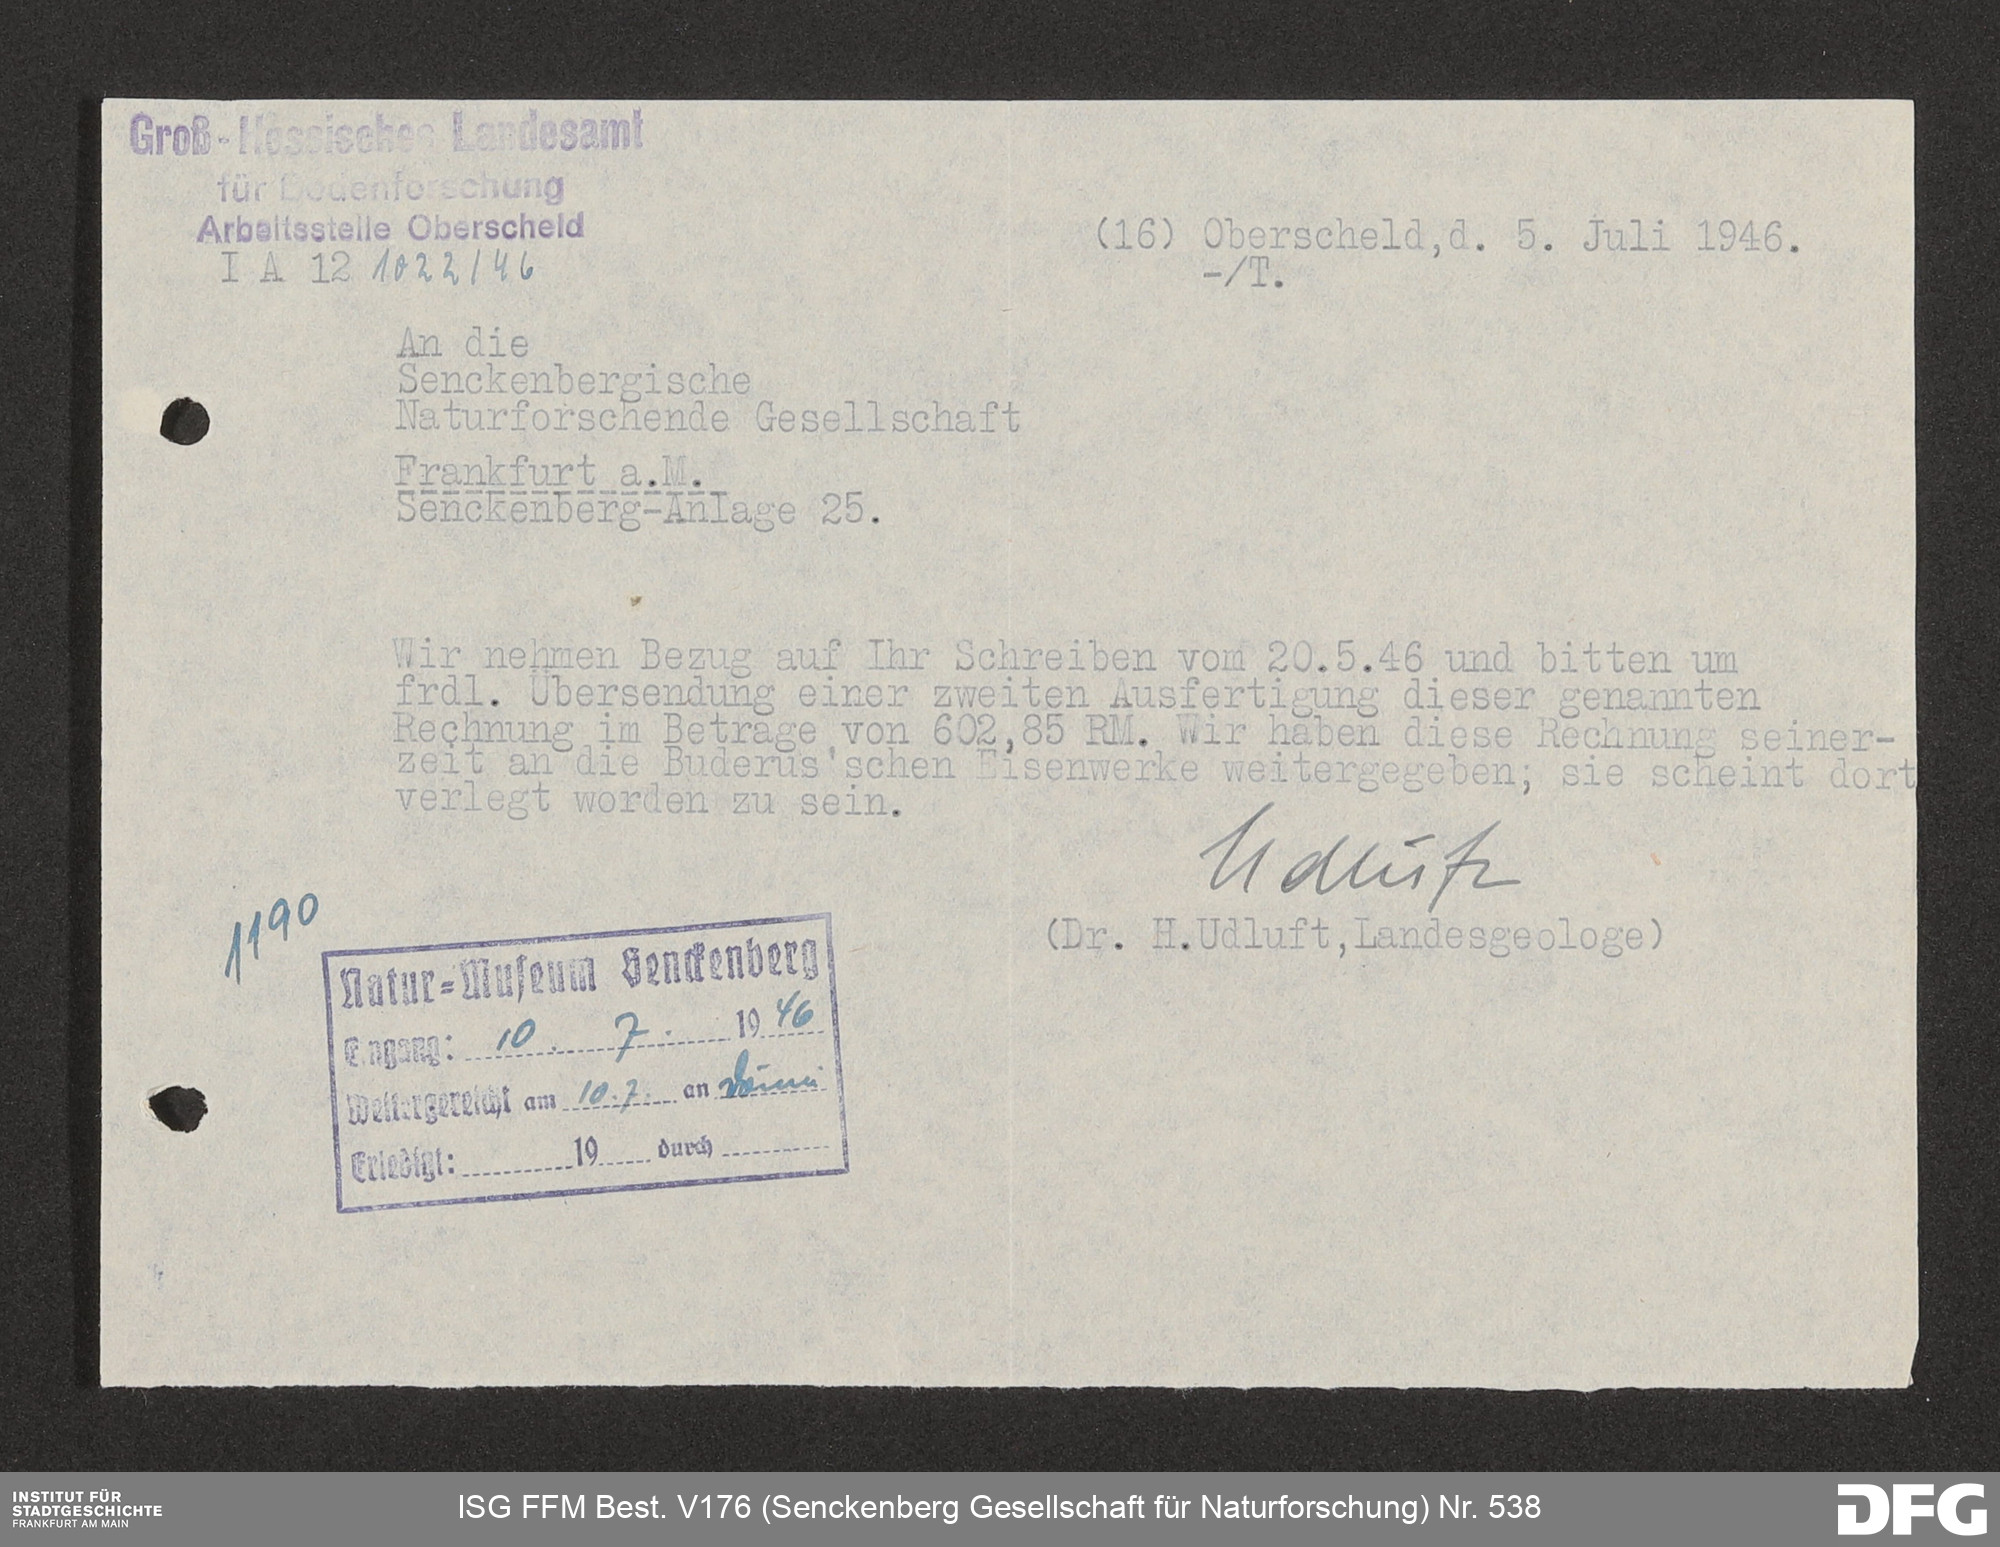 Groß-Hessisches Landesamt
für Bodenforschung
Arbeitsstelle Oberscheld
I A 12 1022/46
(16) Oberscheld,d. 5. Juli 1946.
-/T.
An die
Senckenbergische
Naturforschende Gesellschaft
Frankfurt a.M.
Senckenberg-Anlage 25.
Wir nehmen Bezug auf Ihr Schreiben vom 20.5.46 und bitten um
frdl. Übersendung einer zweiten Ausfertigung dieser genannten
Rechnung im Betrage von 602,85 RM. Wir haben diese Rechnung seiner-
zeit an die Buderus'schen Eisenwerke weitergegeben; sie scheint dort
verlegt worden zu sein.
Udluft
(Dr. H.Udluft,Landesgeologe)
1190
Natur-Museum Senckenberg
Eingang: 10. 7. 1946
Weitergereicht am 10.7. an
Erledigt: 19 durch
INSTITUT FÜR
STADTGESCHICHTE
FRANKFURT AM MAIN
ISG FFM Best. V176 (Senckenberg Gesellschaft für Naturforschung) Nr. 538
DFG